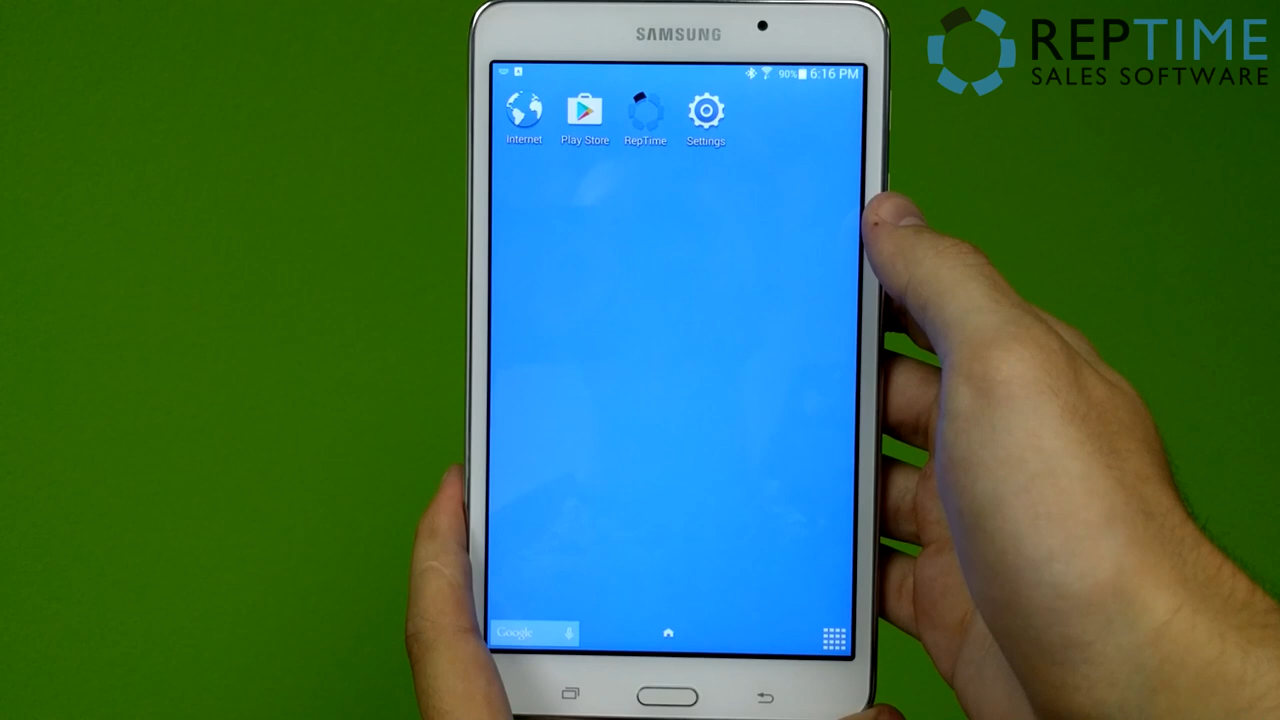 SAMSUNG
REPTIME
SALES SOFTWARE
90% 6:16 PM
Internet
Play Store
RepTime
Settings
Google